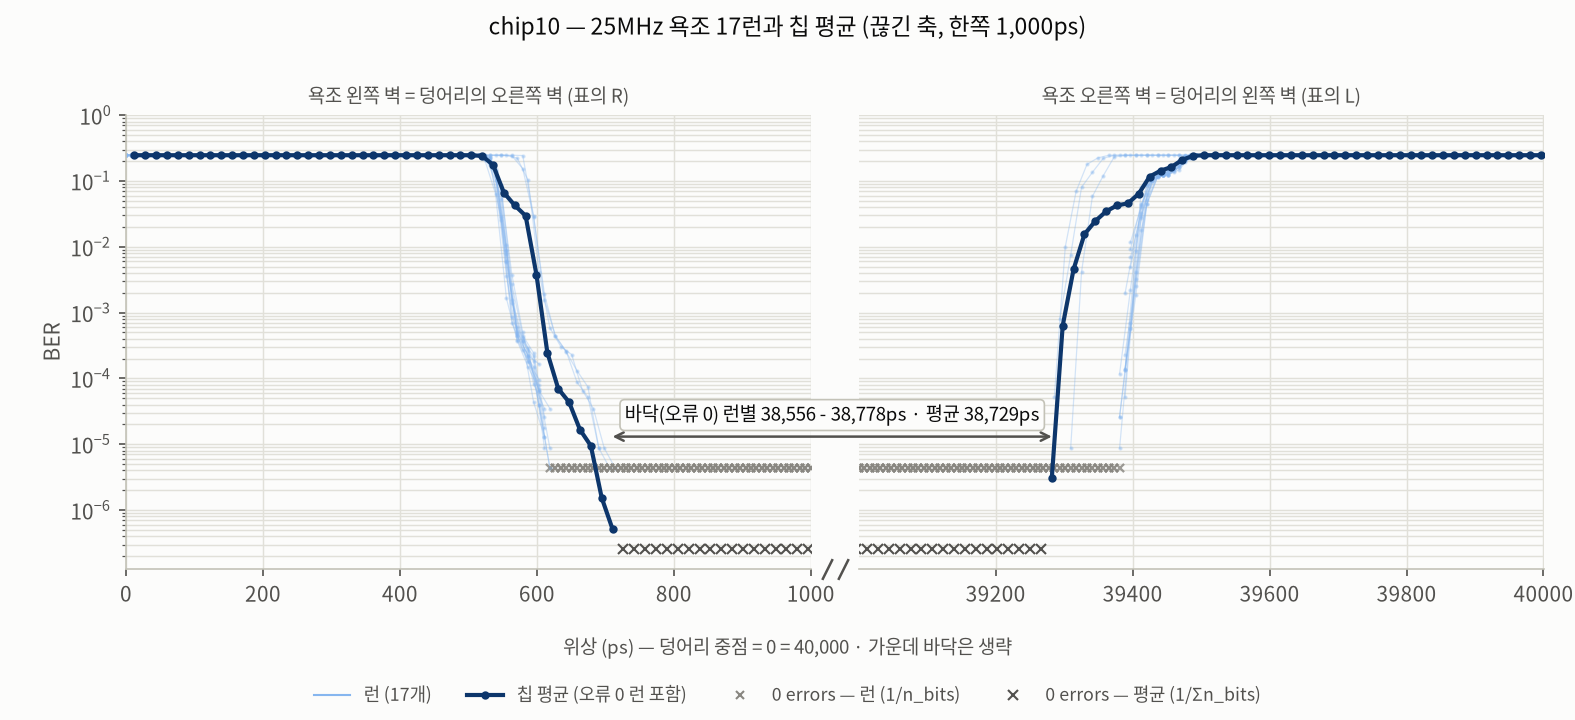 chip10 — 25MHz 욕조 17런과 칩 평균 (끊긴 축, 한쪽 1,000ps)
욕조 왼쪽 벽 = 덩어리의 오른쪽 벽 (표의 R)
욕조 오른쪽 벽 = 덩어리의 왼쪽 벽 (표의 L)
BER
10⁰
10⁻¹
10⁻²
10⁻³
10⁻⁴
10⁻⁵
10⁻⁶
바닥(오류 0) 런별 38,556 - 38,778ps · 평균 38,729ps
0 200 400 600 800 1000 39200 39400 39600 39800 40000
위상 (ps) — 덩어리 중점 = 0 = 40,000 · 가운데 바닥은 생략
런 (17개) 칩 평균 (오류 0 런 포함) 0 errors — 런 (1/n_bits) 0 errors — 평균 (1/Σn_bits)